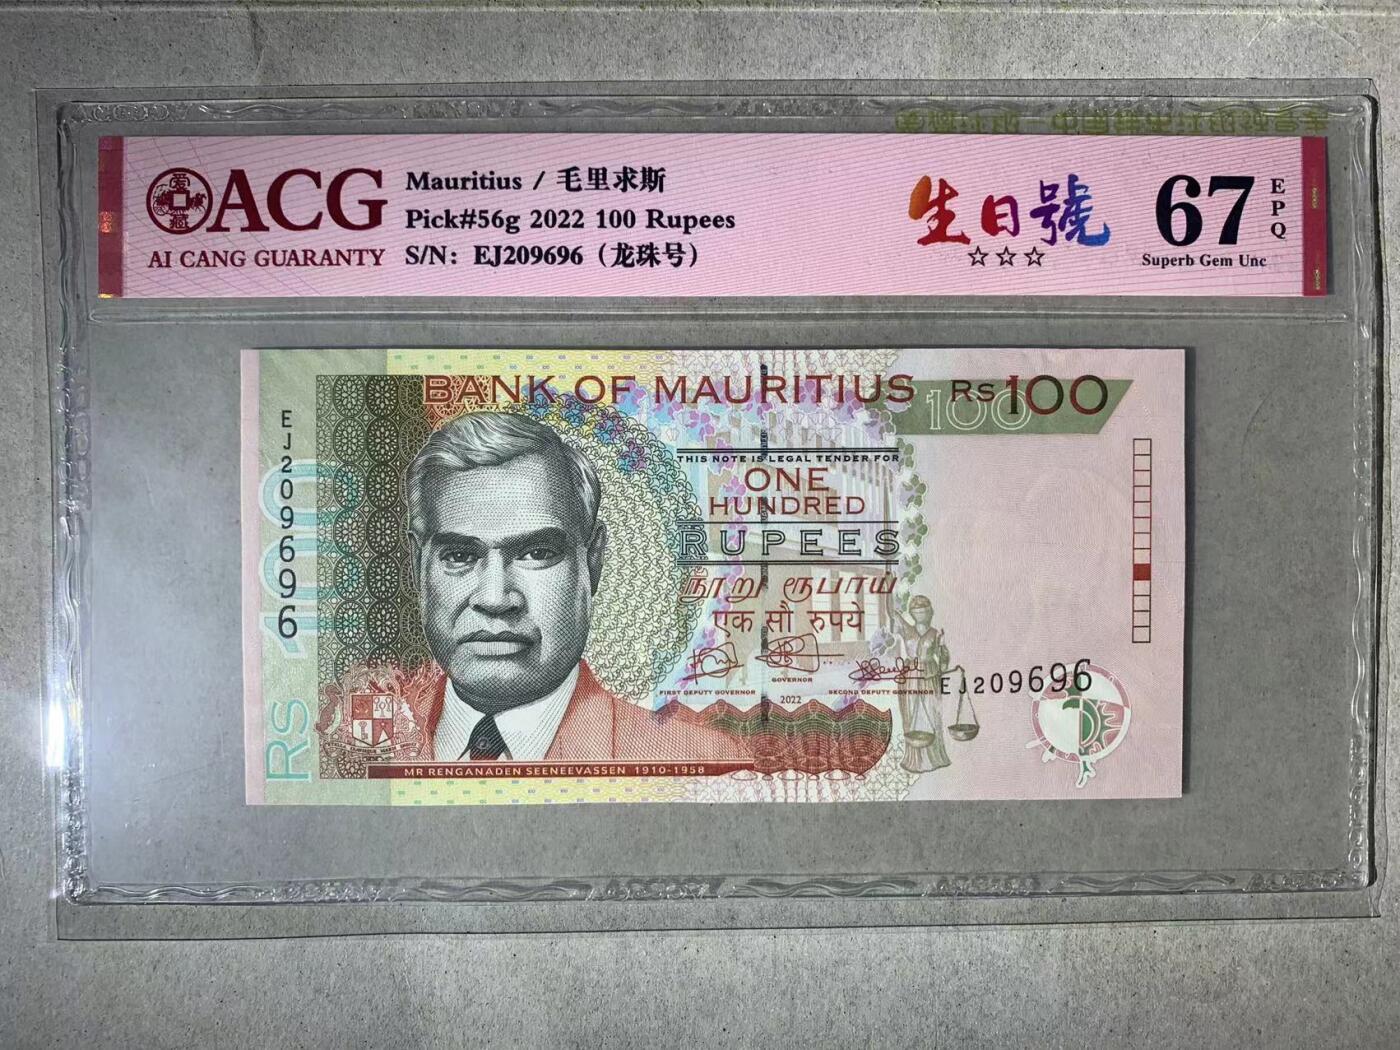 ACG
AI CANG GUARANTY
Mauritius / 毛里求斯
Pick#56g 2022 100 Rupees
S/N: EJ209696（龙珠号）
生日號
☆☆☆
67
EPQ
Superb Gem Unc
BANK OF MAURITIUS Rs 100
100
EJ209696
Rs 100
THIS NOTE IS LEGAL TENDER FOR
ONE
HUNDRED
RUPEES
நூறு ரூபாய்
एक सौ रुपये
GOVERNOR
FIRST DEPUTY GOVERNOR
SECOND DEPUTY GOVERNOR
2022
EJ209696
MR RENGANADEN SEENEEVASSEN 1910-1958